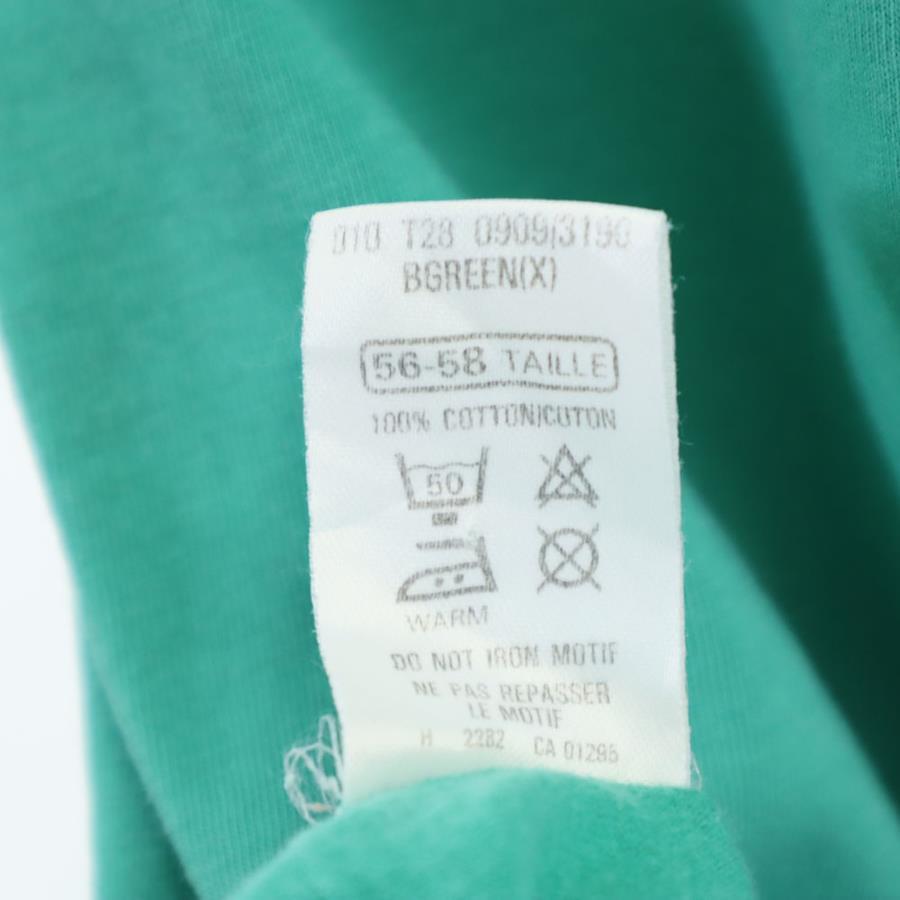 010 T28 0909/3190
BGREEN(X)
56-58 TAILLE
100% COTTON/COTON
50
WARM
DO NOT IRON MOTIF
NE PAS REPASSER
LE MOTIF
H 2282 CA 01295